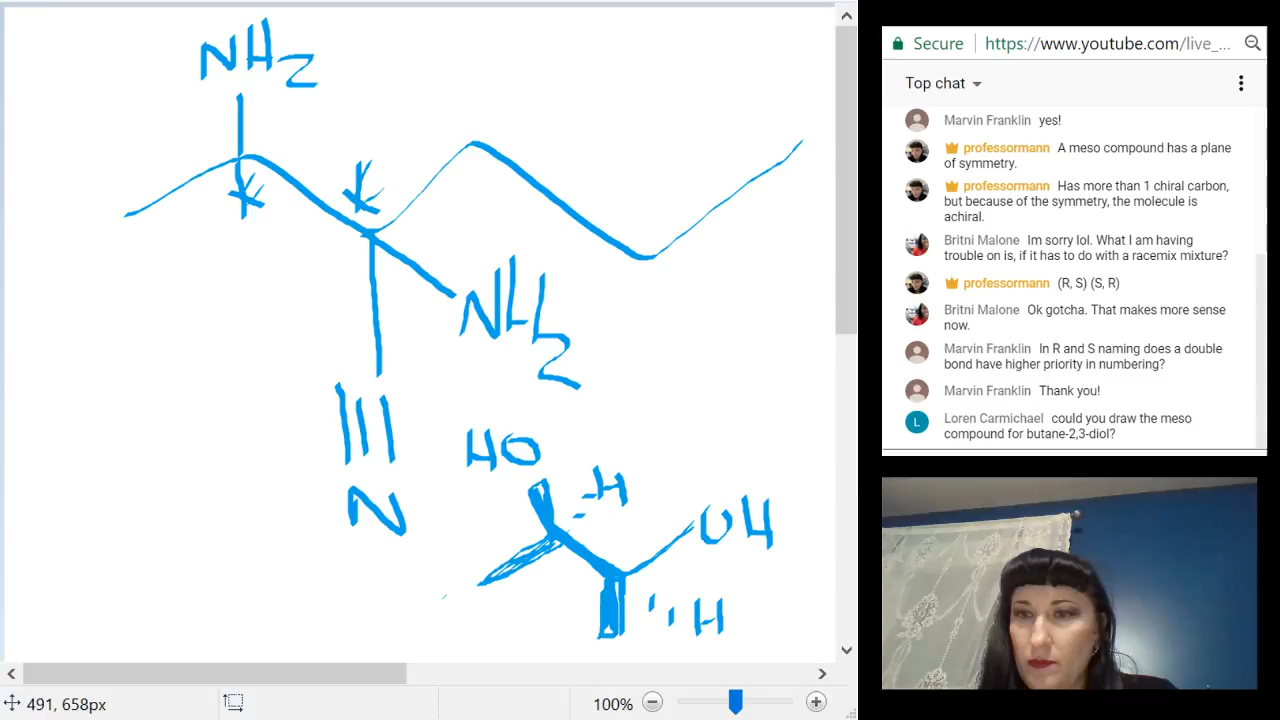 NH2
NH2
N
HO
H
OH
H
491, 658px
100%
Secure
https://www.youtube.com/live_...
Top chat
Marvin Franklin yes!
professormann A meso compound has a plane
of symmetry.
professormann Has more than 1 chiral carbon,
but because of the symmetry, the molecule is
achiral.
Britni Malone Im sorry lol. What I am having
trouble on is, if it has to do with a racemix mixture?
professormann (R, S) (S, R)
Britni Malone Ok gotcha. That makes more sense
now.
Marvin Franklin In R and S naming does a double
bond have higher priority in numbering?
Marvin Franklin Thank you!
L
Loren Carmichael could you draw the meso
compound for butane-2,3-diol?